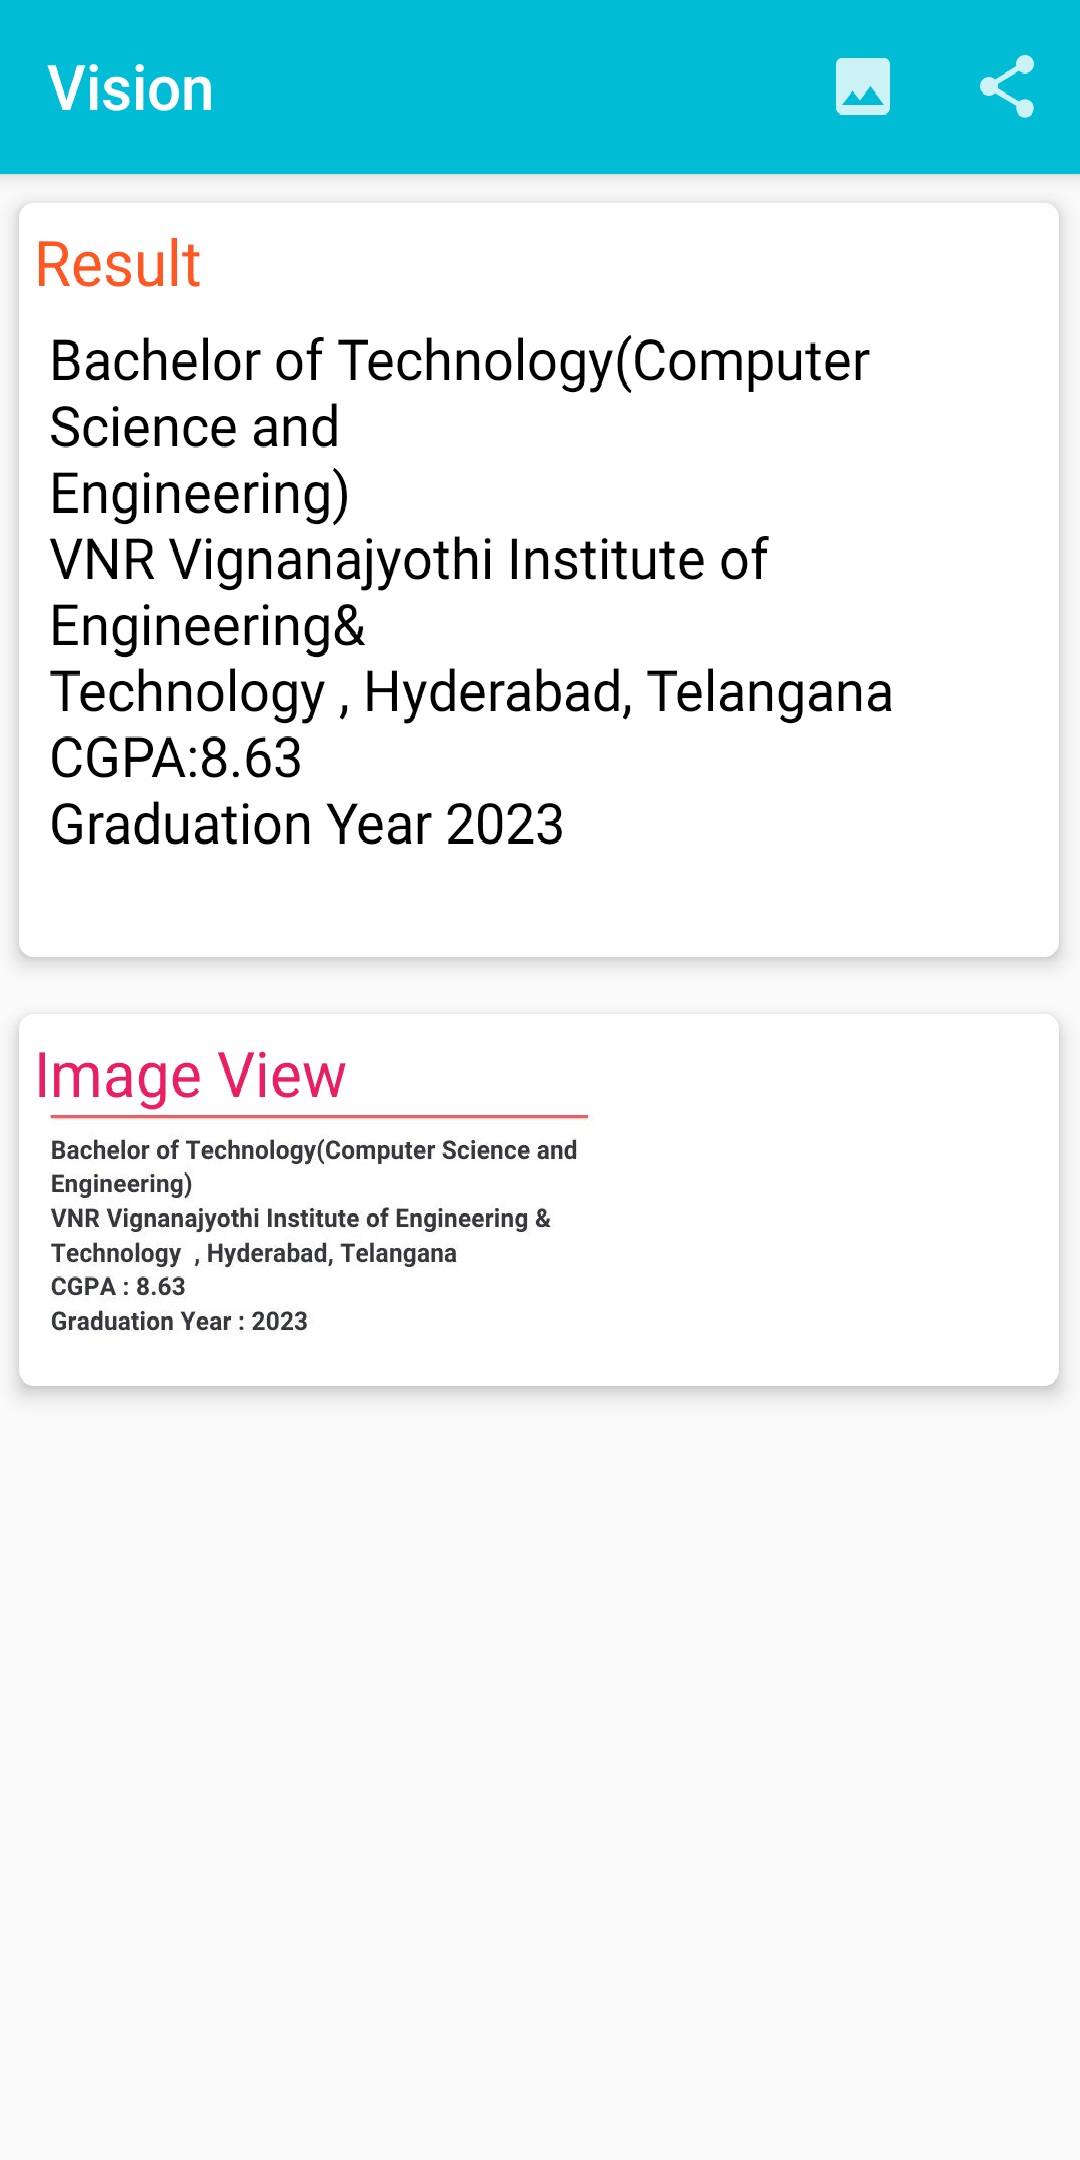 Vision
Result
Bachelor of Technology(Computer
Science and
Engineering)
VNR Vignanajyothi Institute of
Engineering&
Technology , Hyderabad, Telangana
CGPA:8.63
Graduation Year 2023
Image View
Bachelor of Technology(Computer Science and
Engineering)
VNR Vignanajyothi Institute of Engineering &
Technology  , Hyderabad, Telangana
CGPA : 8.63
Graduation Year : 2023